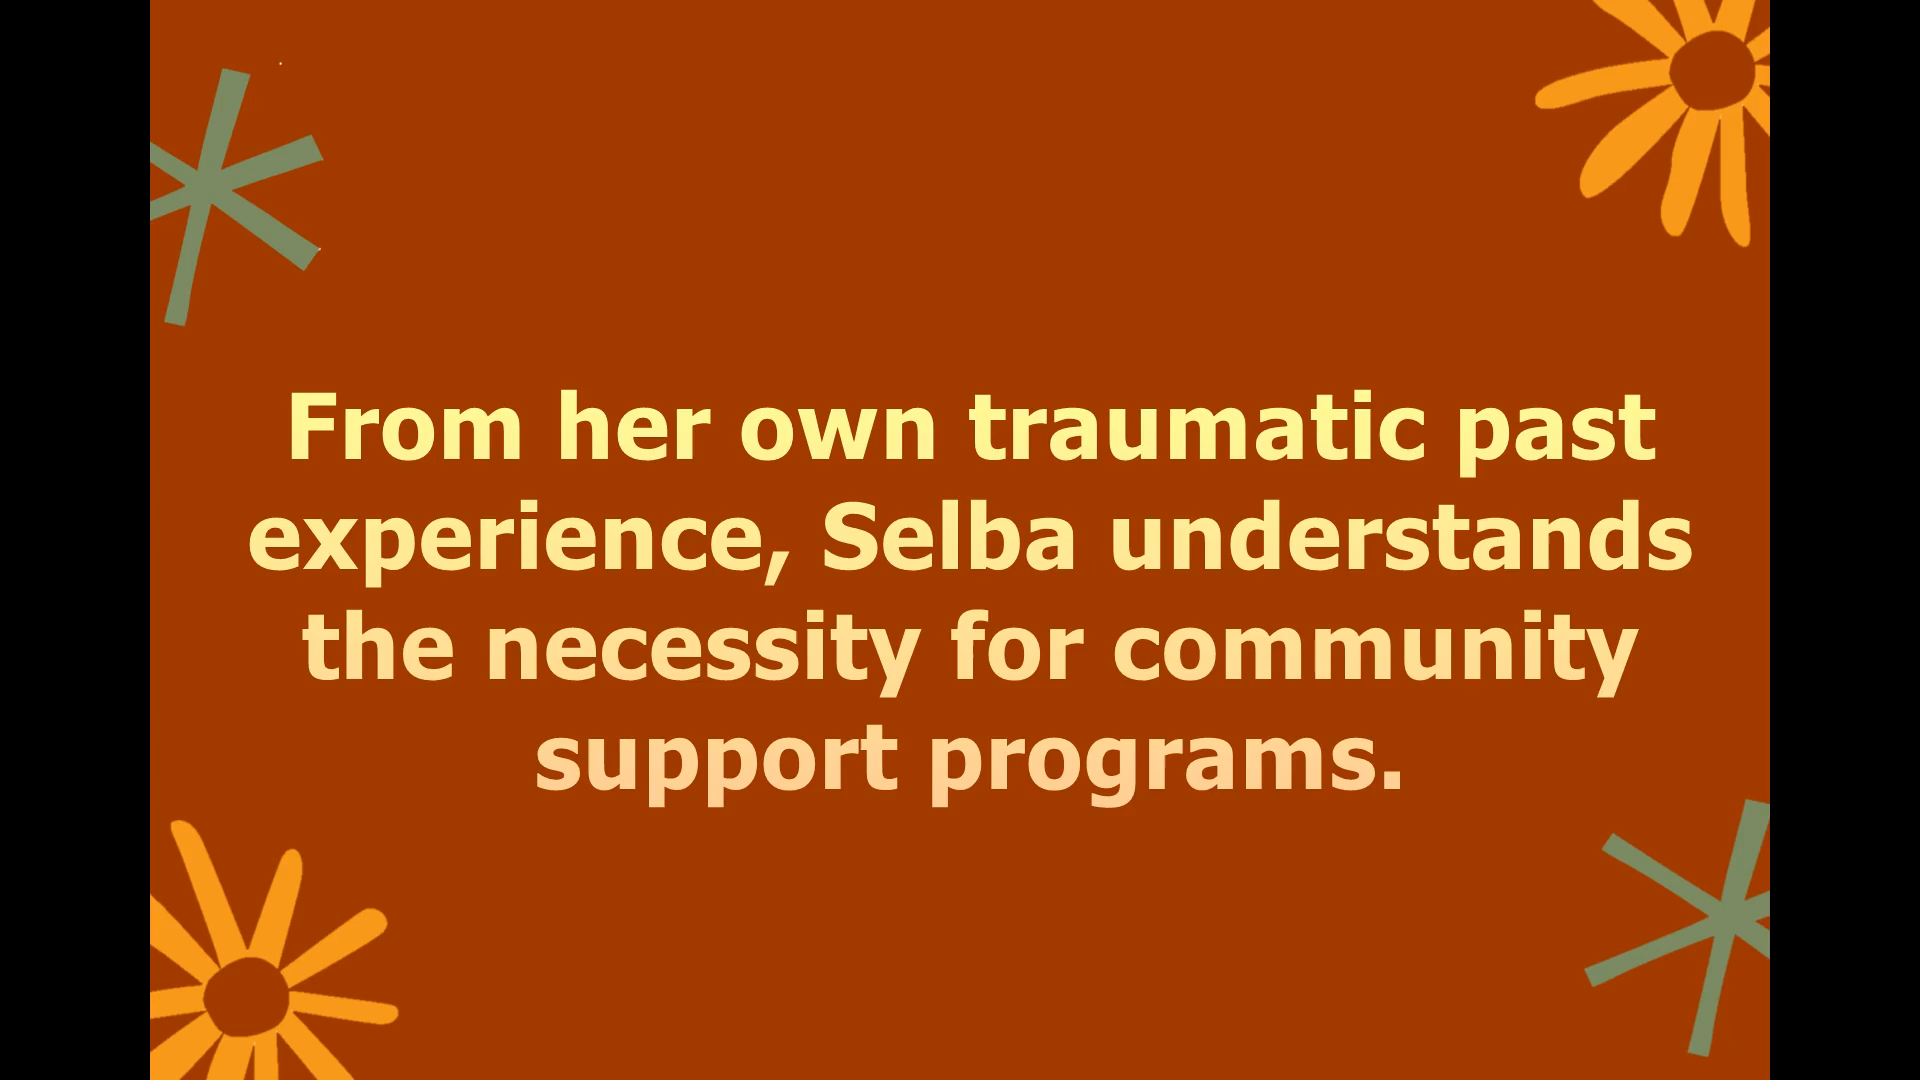 From her own traumatic past
experience, Selba understands
the necessity for community
support programs.